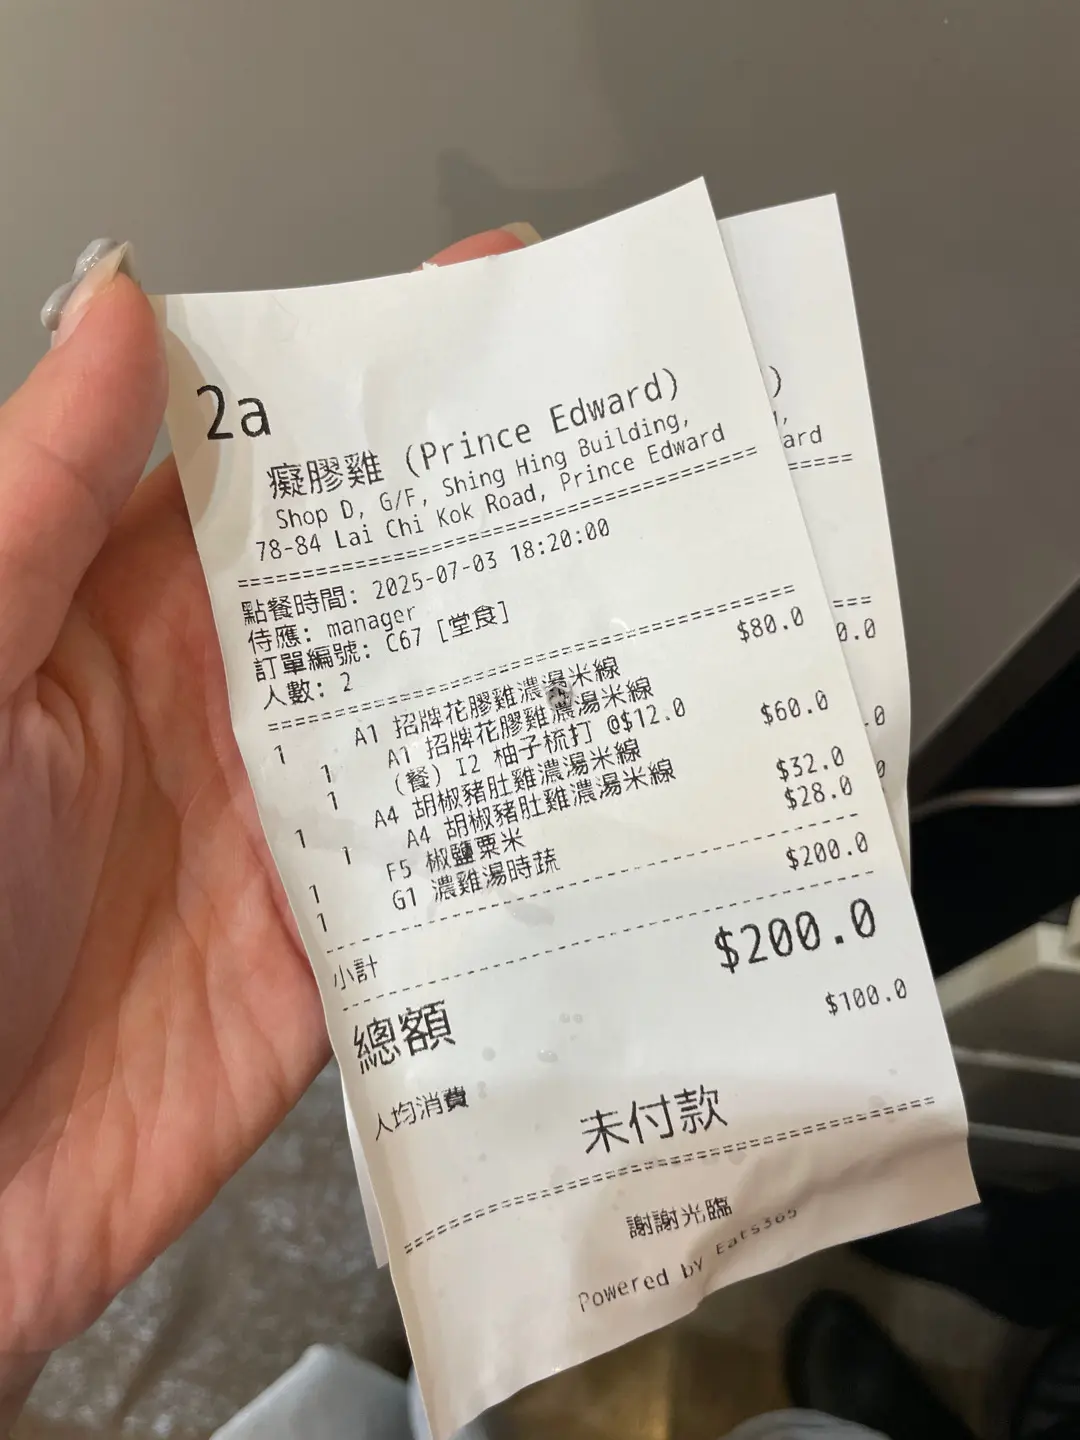 2a
癡膠雞 (Prince Edward)
Shop D, G/F, Shing Hing Building,
78-84 Lai Chi Kok Road, Prince Edward
點餐時間: 2025-07-03 18:20:00
侍應: manager
訂單編號: C67 [堂食]
人數: 2
1 A1 招牌花膠雞濃湯米線 $80.0
1 A1 招牌花膠雞濃湯米線
1 (餐) I2 柚子梳打 @$12.0
1 A4 胡椒豬肚雞濃湯米線 $60.0
1 A4 胡椒豬肚雞濃湯米線
1 F5 椒鹽粟米 $32.0
1 G1 濃雞湯時蔬 $28.0
小計 $200.0
總額 $200.0
人均消費 $100.0
未付款
謝謝光臨
Powered by Eats365
)
,
ard
0.0
.0
0